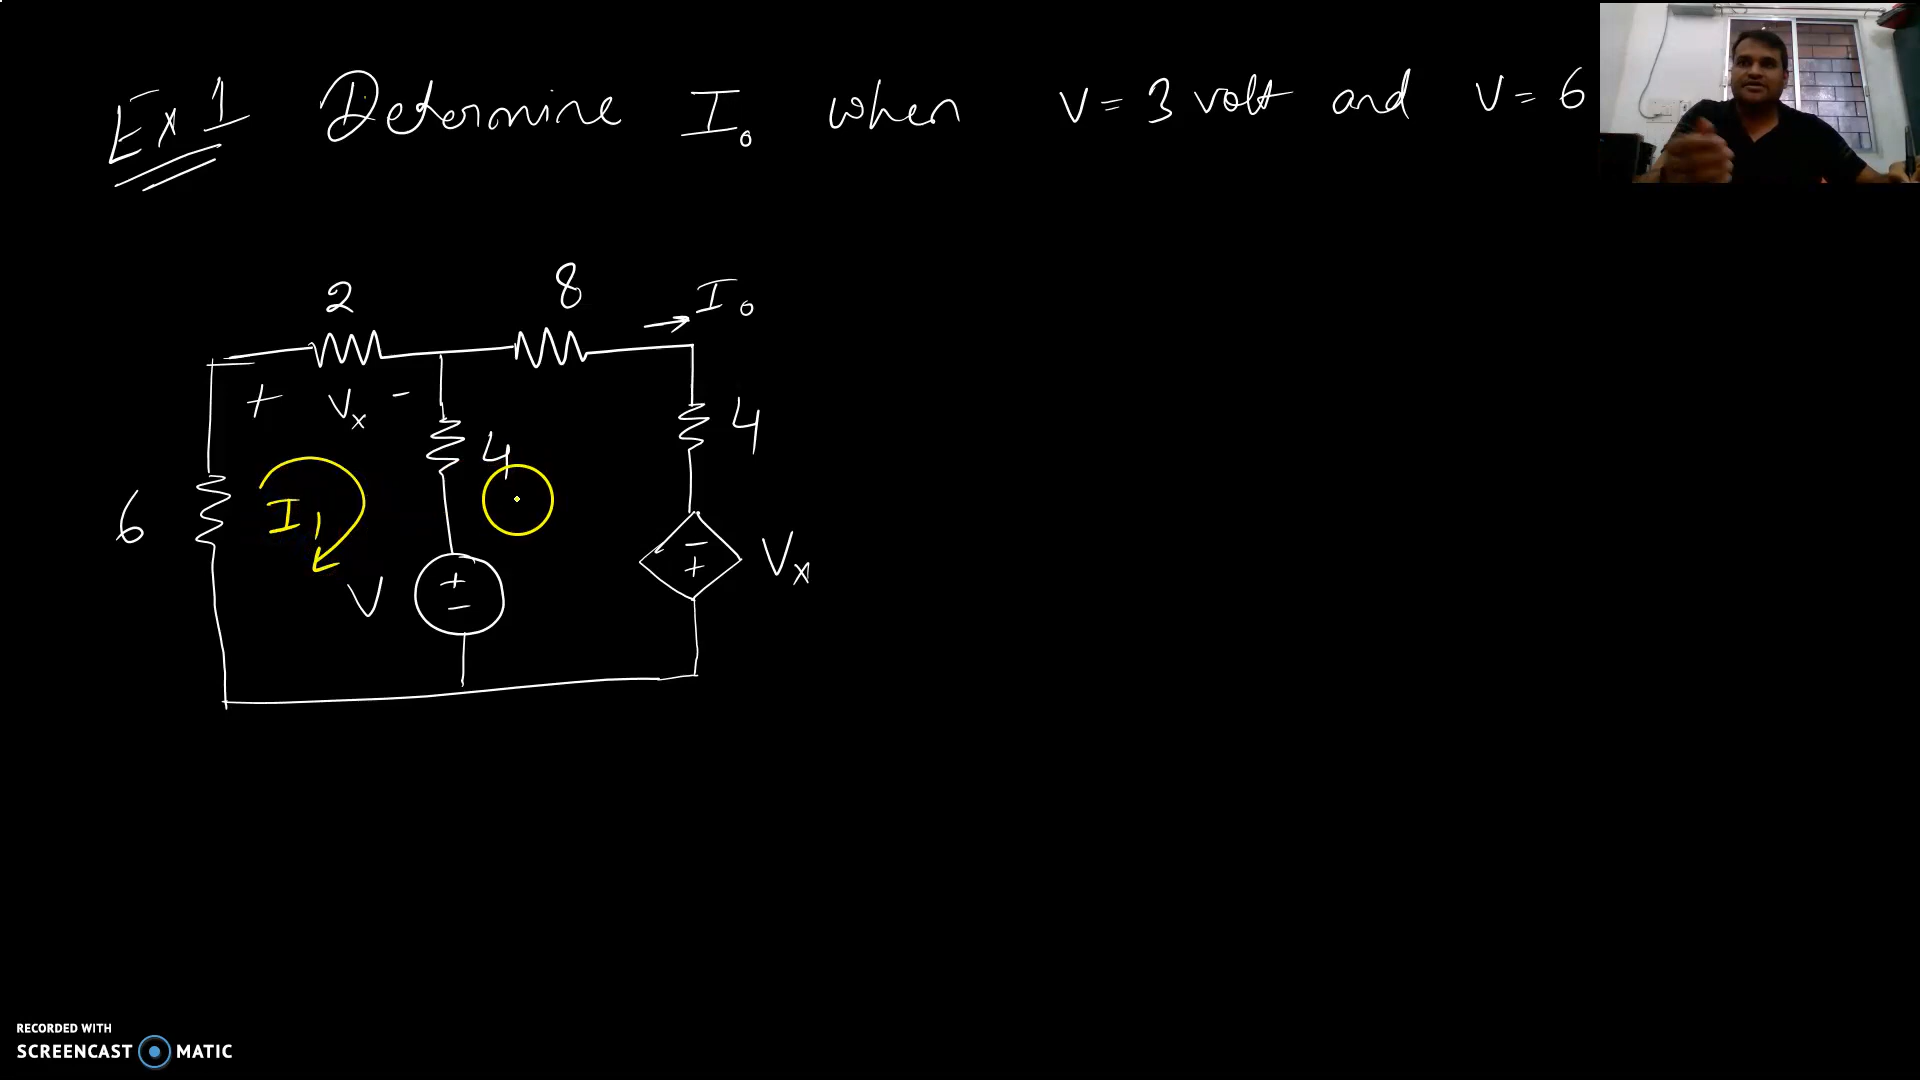 Ex 1 Determine I₀ when V = 3 volt and V = 6
2
8
I₀
+ Vx -
4
4
6
I₁
V
+
-
-
+
Vx
RECORDED WITH
SCREENCAST MATIC